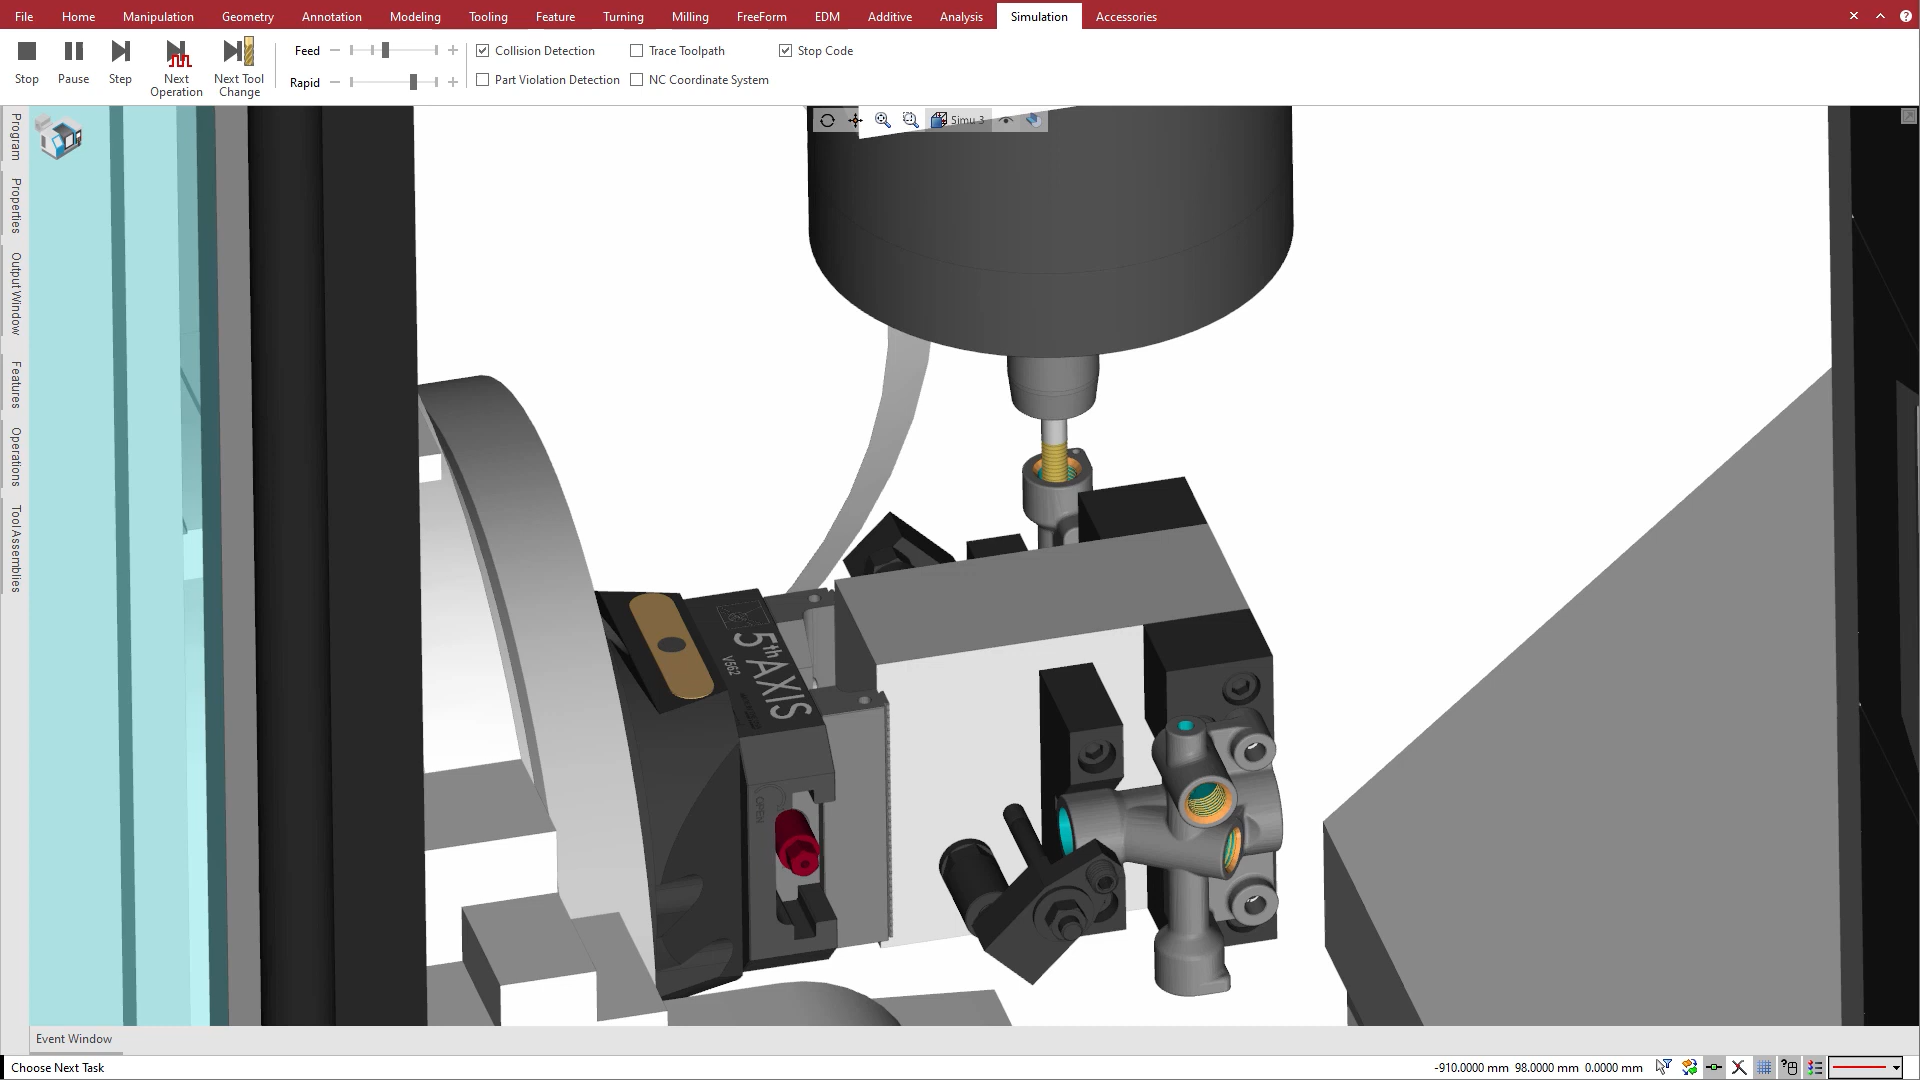 File Home Manipulation Geometry Annotation Modeling Tooling Feature Turning Milling FreeForm EDM Additive Analysis Simulation Accessories
Stop Pause Step Next Operation Next Tool Change
Feed
Rapid
Collision Detection Trace Toolpath Stop Code
Part Violation Detection NC Coordinate System
Simu 3
Program
Properties
Output Window
Features
Operations
Tool Assemblies
5th AXIS
V562
OPEN
Event Window
Choose Next Task
-910.0000 mm 98.0000 mm 0.0000 mm